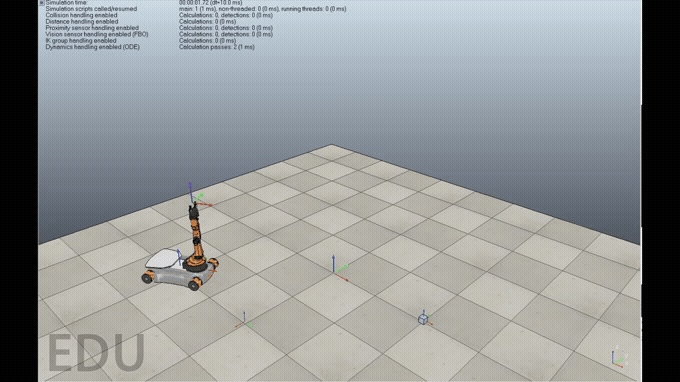 Simulation time: 00:00:01.72 (dt=10.0 ms)
Simulation scripts called/resumed main: 1 (1 ms), non-threaded: 0 (0 ms), running threads: 0 (0 ms)
Collision handling enabled Calculations: 0, detections: 0 (0 ms)
Distance handling enabled Calculations: 0 (0 ms)
Proximity sensor handling enabled Calculations: 0, detections: 0 (0 ms)
Vision sensor handling enabled (FBO) Calculations: 0, detections: 0 (0 ms)
IK group handling enabled Calculations: 0 (0 ms)
Dynamics handling enabled (ODE) Calculation passes: 2 (1 ms)
EDU